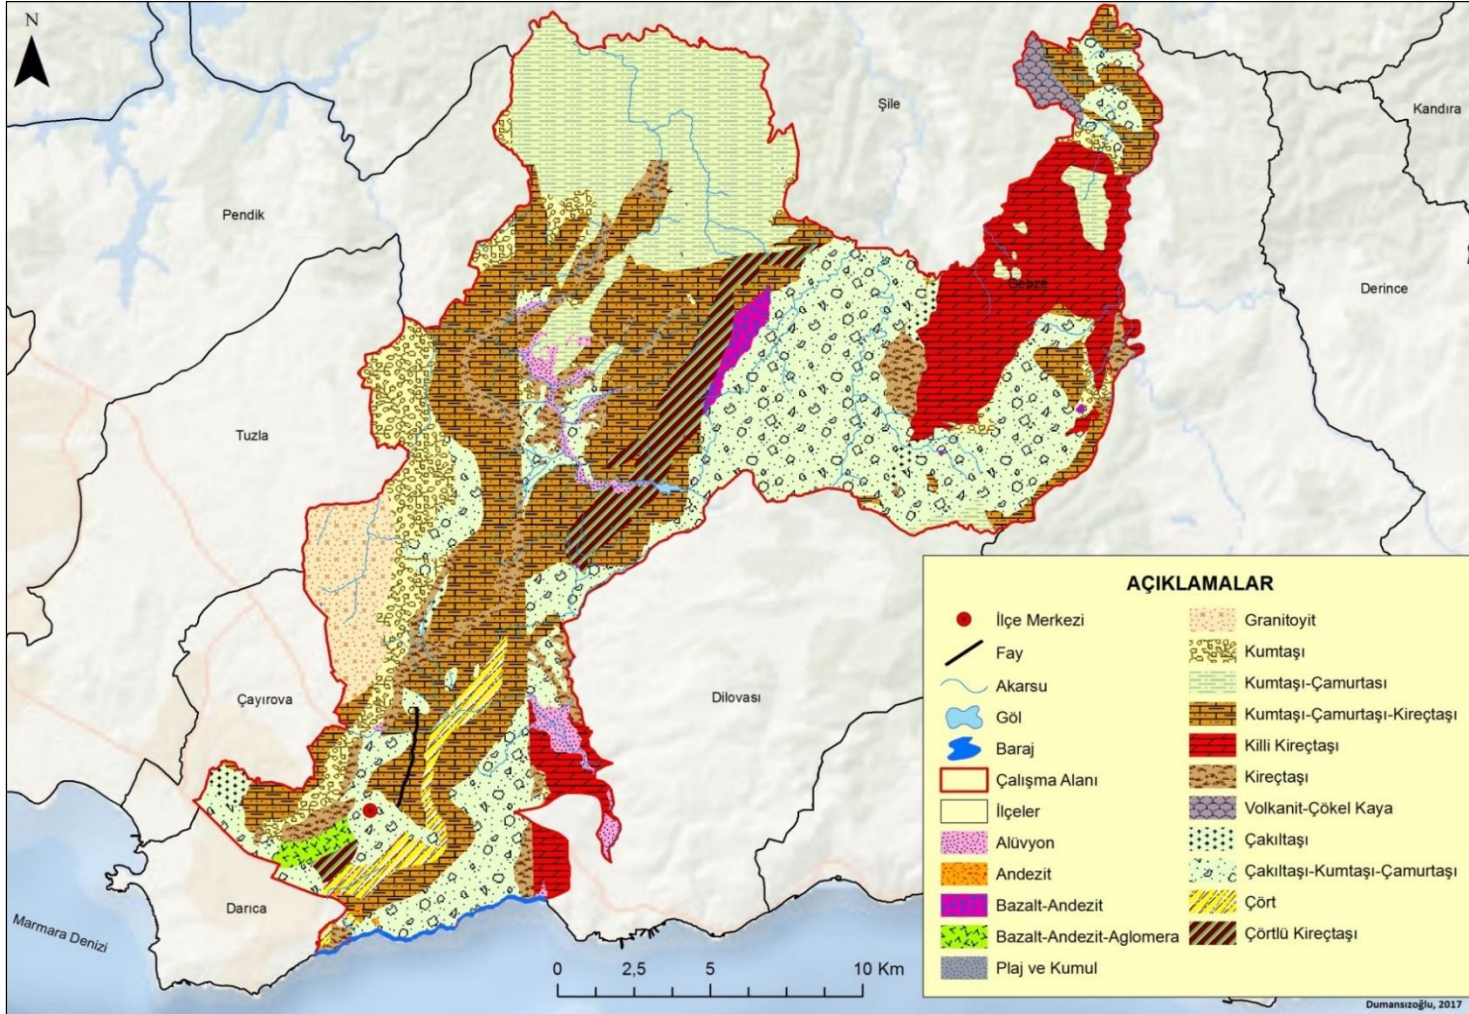 N
Şile
Kandıra
Pendik
Gebze
Derince
Tuzla
Çayırova
Dilovası
Darıca
Marmara Denizi
0 2,5 5 10 Km
AÇIKLAMALAR
İlçe Merkezi
Fay
Akarsu
Göl
Baraj
Çalışma Alanı
İlçeler
Alüvyon
Andezit
Bazalt-Andezit
Bazalt-Andezit-Aglomera
Plaj ve Kumul
Granitoyit
Kumtaşı
Kumtaşı-Çamurtası
Kumtaşı-Çamurtaşı-Kireçtaşı
Killi Kireçtaşı
Kireçtaşı
Volkanit-Çökel Kaya
Çakıltaşı
Çakıltaşı-Kumtaşı-Çamurtaşı
Çört
Çörtlü Kireçtaşı
Dumansızoğlu, 2017